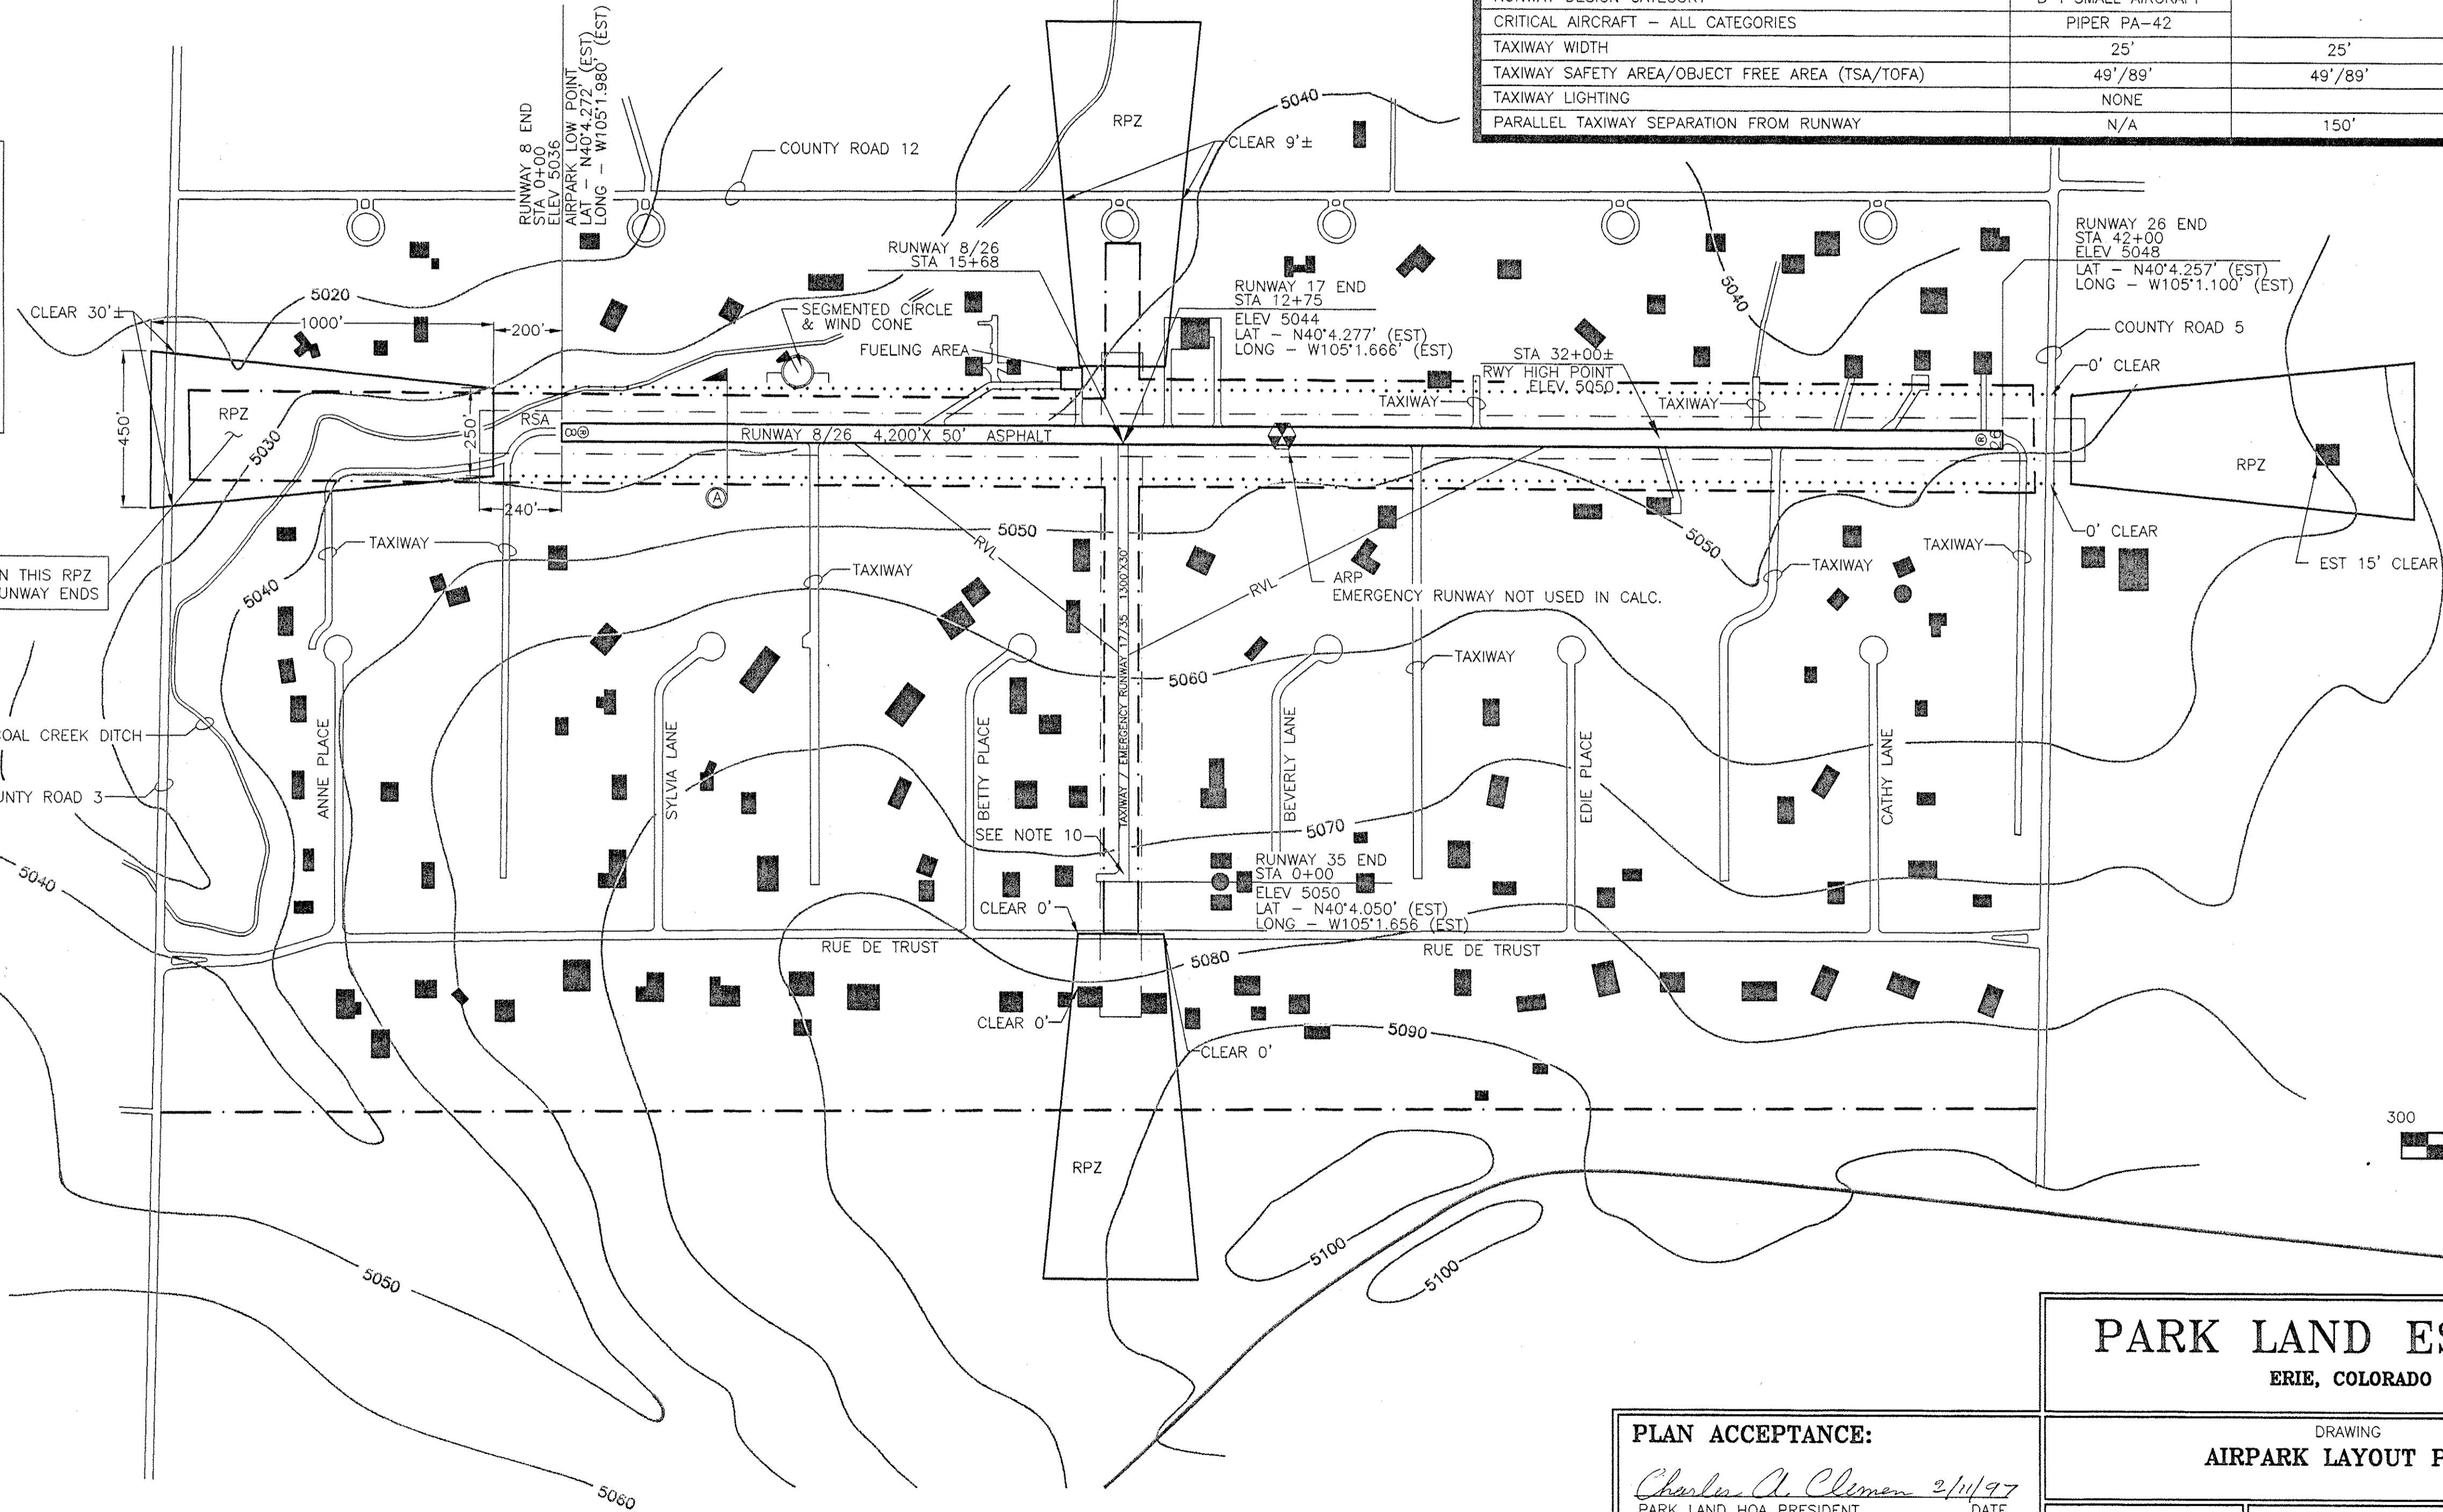 CRITICAL AIRCRAFT – ALL CATEGORIES PIPER PA-42
TAXIWAY WIDTH 25' 25'
TAXIWAY SAFETY AREA/OBJECT FREE AREA (TSA/TOFA) 49'/89' 49'/89'
TAXIWAY LIGHTING NONE
PARALLEL TAXIWAY SEPARATION FROM RUNWAY N/A 150'
RUNWAY 8 END
STA 0+00
ELEV 5036
AIRPARK LOW POINT
LAT – N40°4.272' (EST)
LONG – W105°1.980' (EST)
COUNTY ROAD 12
RPZ
5040
CLEAR 9'±
RUNWAY 8/26
STA 15+68
RUNWAY 17 END
STA 12+75
ELEV 5044
LAT – N40°4.277' (EST)
LONG – W105°1.666' (EST)
RUNWAY 26 END
STA 42+00
ELEV 5048
LAT – N40°4.257' (EST)
LONG – W105°1.100' (EST)
5040
COUNTY ROAD 5
0' CLEAR
CLEAR 30'±
5020
1000'
200'
SEGMENTED CIRCLE
& WIND CONE
FUELING AREA
STA 32+00±
RWY HIGH POINT
ELEV. 5050
TAXIWAY
TAXIWAY
450'
RPZ
250'
RSA
5030
8
R
RUNWAY 8/26 4,200'X 50' ASPHALT
R
26
RPZ
240'
A
5050
RVL
RVL
5050
0' CLEAR
EST 15' CLEAR
TAXIWAY
TAXIWAY
TAXIWAY
TAXIWAY
ARP
EMERGENCY RUNWAY NOT USED IN CALC.
N THIS RPZ
UNWAY ENDS
5040
TAXIWAY
5060
TAXIWAY / EMERGENCY RUNWAY 17/35 1300'X30'
OAL CREEK DITCH
UNTY ROAD 3
ANNE PLACE
SYLVIA LANE
BETTY PLACE
BEVERLY LANE
EDIE PLACE
CATHY LANE
SEE NOTE 10
5070
RUNWAY 35 END
STA 0+00
ELEV 5050
LAT – N40°4.050' (EST)
LONG – W105°1.656 (EST)
5040
CLEAR 0'
RUE DE TRUST
RUE DE TRUST
5080
CLEAR 0'
CLEAR 0'
5090
300
RPZ
5100
5100
5050
5060
PARK LAND ES
ERIE, COLORADO
DRAWING
AIRPARK LAYOUT P
PLAN ACCEPTANCE:
Charles A. Clemen 2/11/97
PARK LAND HOA PRESIDENT DATE